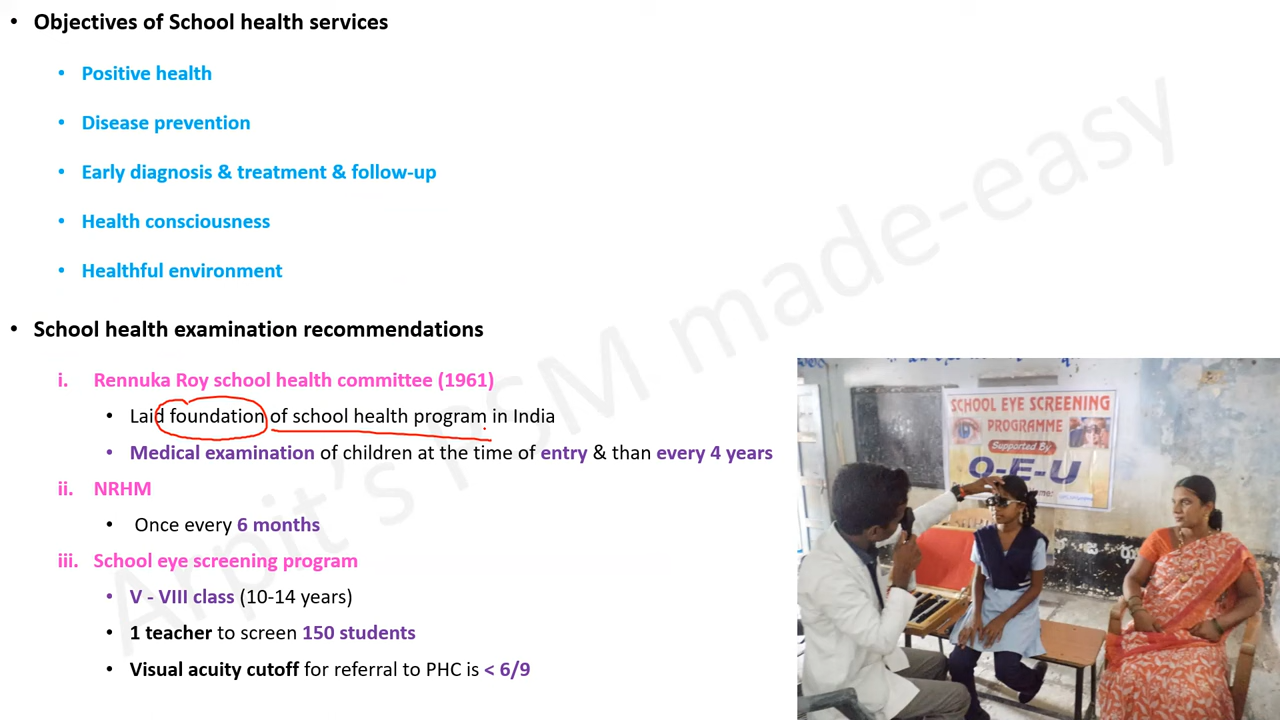 • Objectives of School health services
• Positive health
• Disease prevention
• Early diagnosis & treatment & follow-up
• Health consciousness
• Healthful environment
• School health examination recommendations
i. Rennuka Roy school health committee (1961)
• Laid foundation of school health program in India
• Medical examination of children at the time of entry & than every 4 years
ii. NRHM
• Once every 6 months
iii. School eye screening program
• V - VIII class (10-14 years)
• 1 teacher to screen 150 students
• Visual acuity cutoff for referral to PHC is < 6/9
SCHOOL EYE SCREENING
PROGRAMME
Supported By
O-E-U
Arpit's PSM made-easy